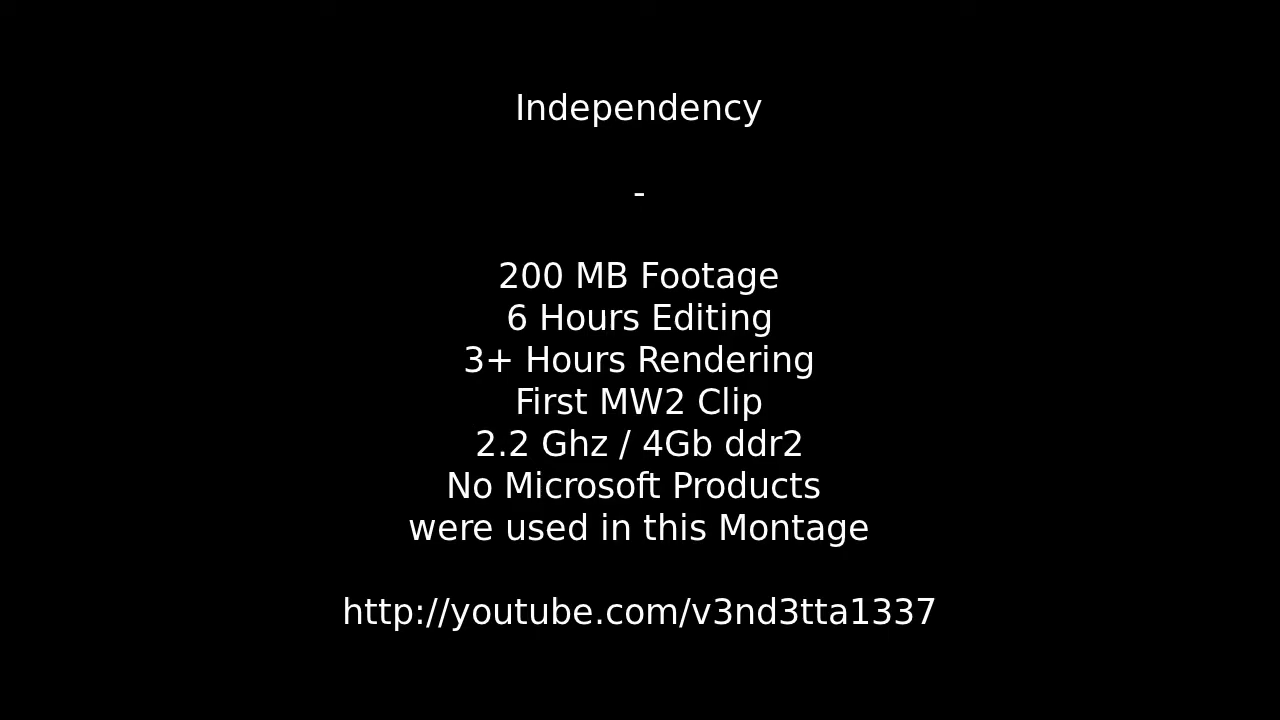 Independency
-
200 MB Footage
6 Hours Editing
3+ Hours Rendering
First MW2 Clip
2.2 Ghz / 4Gb ddr2
No Microsoft Products
were used in this Montage
http://youtube.com/v3nd3tta1337